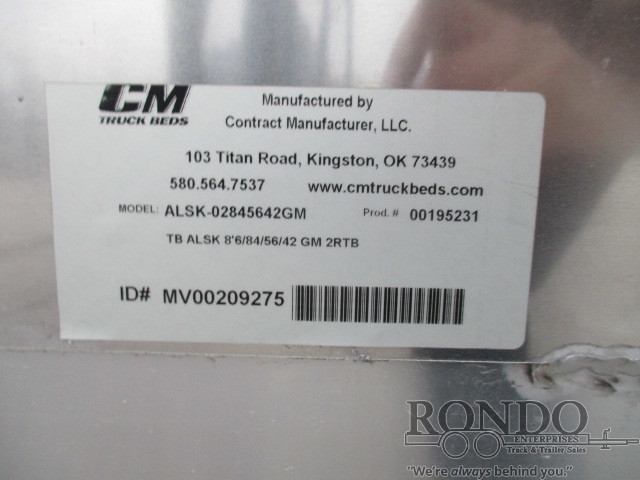 CM
TRUCK BEDS
Manufactured by
Contract Manufacturer, LLC.
103 Titan Road, Kingston, OK 73439
580.564.7537 www.cmtruckbeds.com
MODEL: ALSK-02845642GM Prod. # 00195231
TB ALSK 8'6/84/56/42 GM 2RTB
ID# MV00209275
RONDO
ENTERPRISES
Truck & Trailer Sales
"We're always behind you."